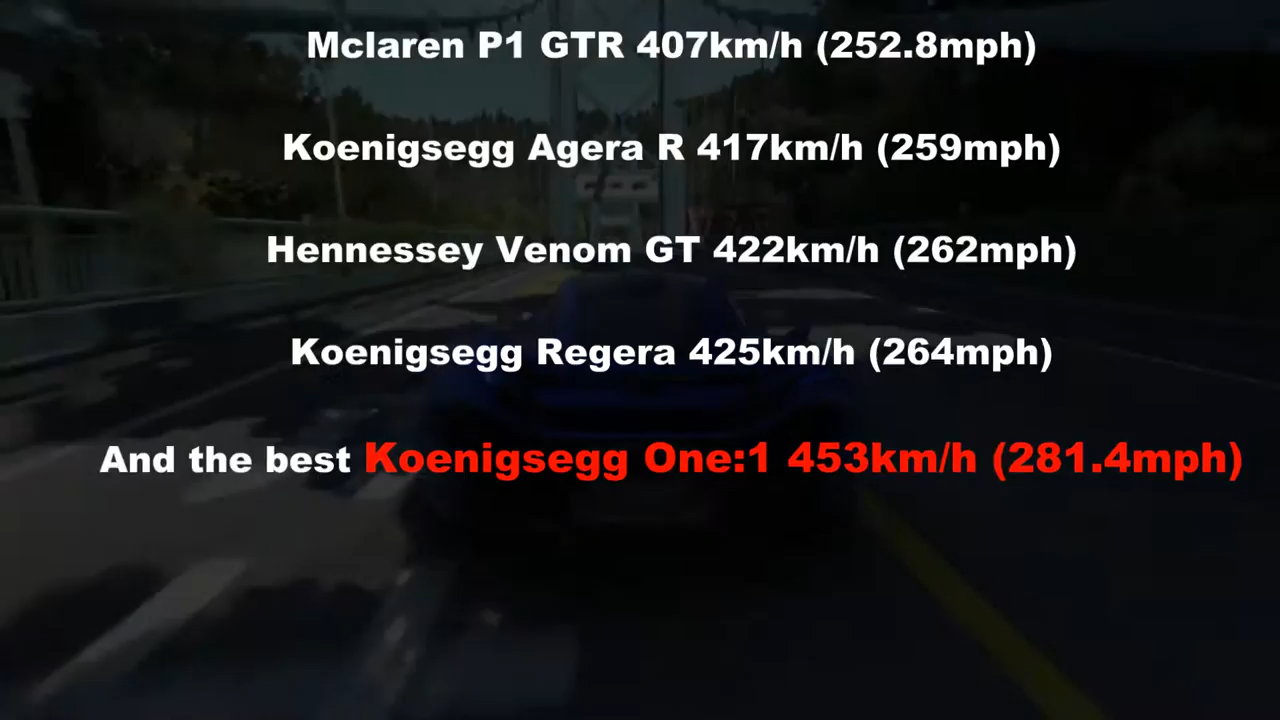 Mclaren P1 GTR 407km/h (252.8mph)
Koenigsegg Agera R 417km/h (259mph)
Hennessey Venom GT 422km/h (262mph)
Koenigsegg Regera 425km/h (264mph)
And the best Koenigsegg One:1 453km/h (281.4mph)